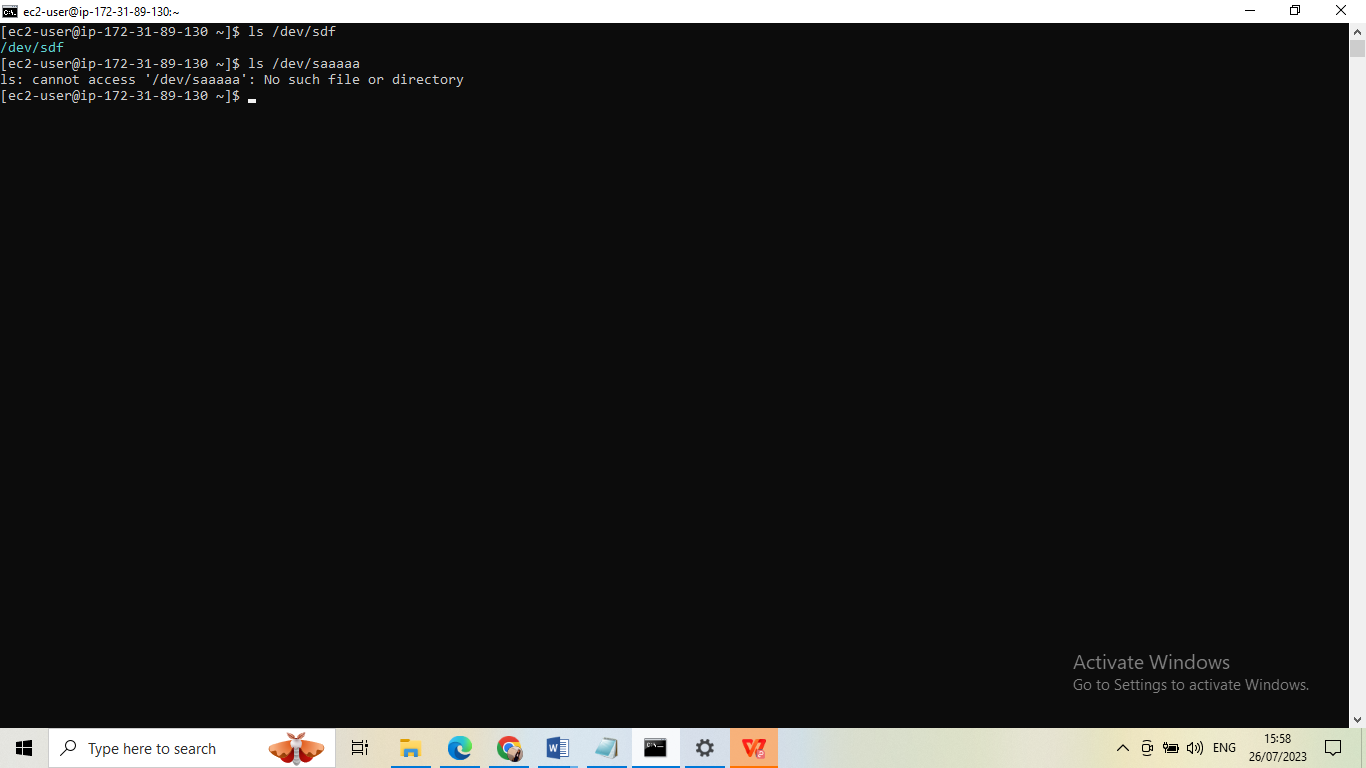 ec2-user@ip-172-31-89-130:~
[ec2-user@ip-172-31-89-130 ~]$ ls /dev/sdf
/dev/sdf
[ec2-user@ip-172-31-89-130 ~]$ ls /dev/saaaaa
ls: cannot access '/dev/saaaaa': No such file or directory
[ec2-user@ip-172-31-89-130 ~]$
Activate Windows
Go to Settings to activate Windows.
Type here to search
ENG
15:58
26/07/2023